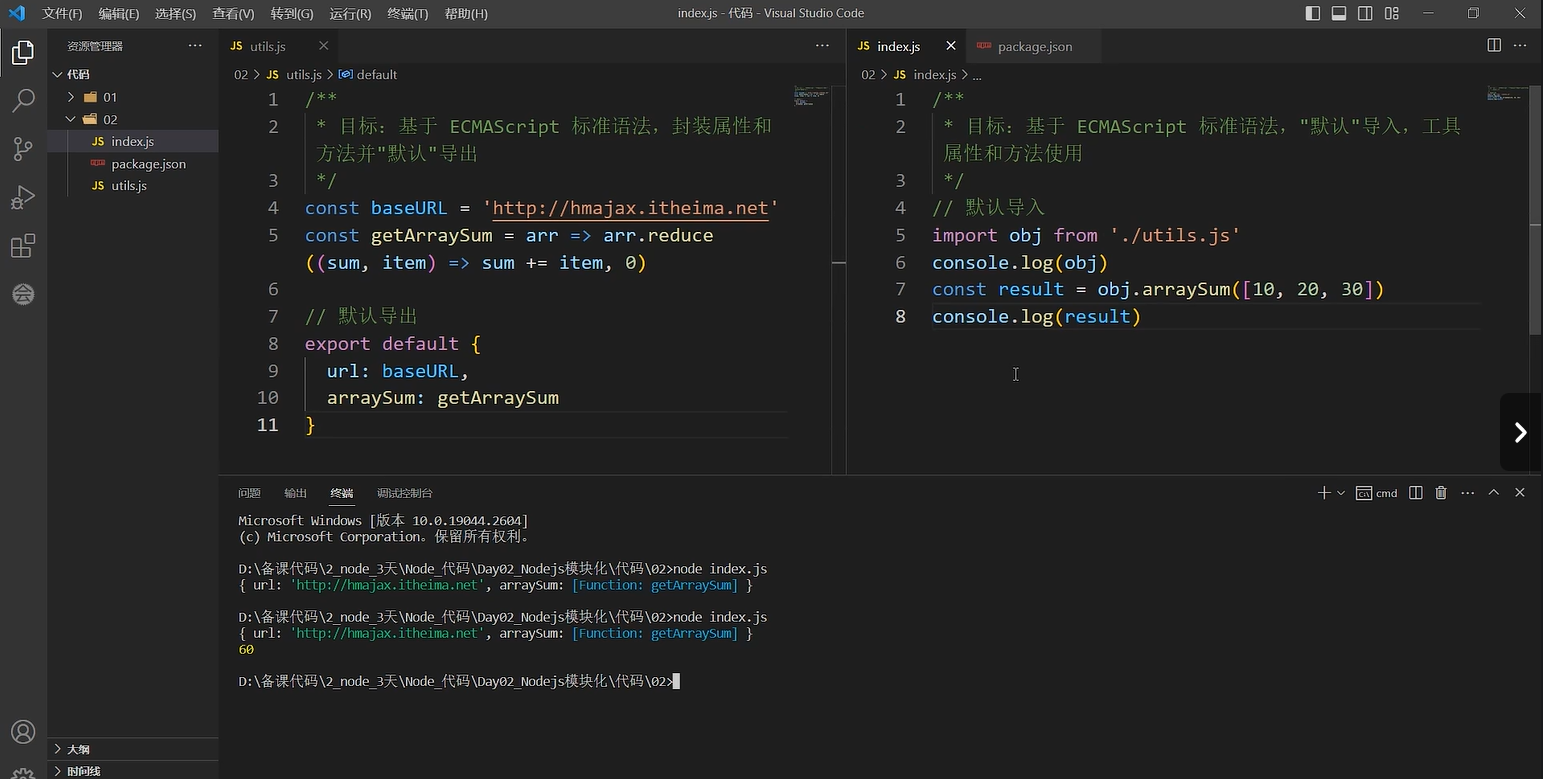 文件(F) 编辑(E) 选择(S) 查看(V) 转到(G) 运行(R) 终端(T) 帮助(H)
index.js - 代码 - Visual Studio Code
资源管理器
代码
01
02
JS index.js
package.json
JS utils.js
大纲
时间线
JS utils.js
02 > JS utils.js > default
1 /**
2 * 目标：基于 ECMAScript 标准语法，封装属性和
方法并"默认"导出
3 */
4 const baseURL = 'http://hmajax.itheima.net'
5 const getArraySum = arr => arr.reduce
((sum, item) => sum += item, 0)
6
7 // 默认导出
8 export default {
9 url: baseURL,
10 arraySum: getArraySum
11 }
JS index.js
package.json
02 > JS index.js > ...
1 /**
2 * 目标：基于 ECMAScript 标准语法，"默认"导入，工具
属性和方法使用
3 */
4 // 默认导入
5 import obj from './utils.js'
6 console.log(obj)
7 const result = obj.arraySum([10, 20, 30])
8 console.log(result)
问题 输出 终端 调试控制台
cmd
Microsoft Windows [版本 10.0.19044.2604]
(c) Microsoft Corporation。保留所有权利。
D:\备课代码\2_node_3天\Node_代码\Day02_Nodejs模块化\代码\02>node index.js
{ url: 'http://hmajax.itheima.net', arraySum: [Function: getArraySum] }
D:\备课代码\2_node_3天\Node_代码\Day02_Nodejs模块化\代码\02>node index.js
{ url: 'http://hmajax.itheima.net', arraySum: [Function: getArraySum] }
60
D:\备课代码\2_node_3天\Node_代码\Day02_Nodejs模块化\代码\02>